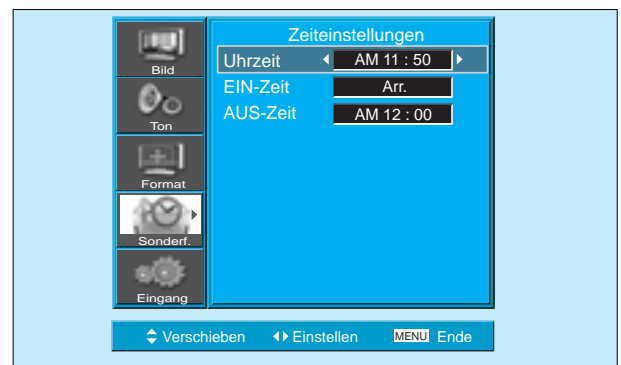 Zeiteinstellungen
Bild
Uhrzeit AM 11 : 50
EIN-Zeit Arr.
AUS-Zeit AM 12 : 00
Ton
Format
Sonderf.
Eingang
Verschieben Einstellen MENU Ende